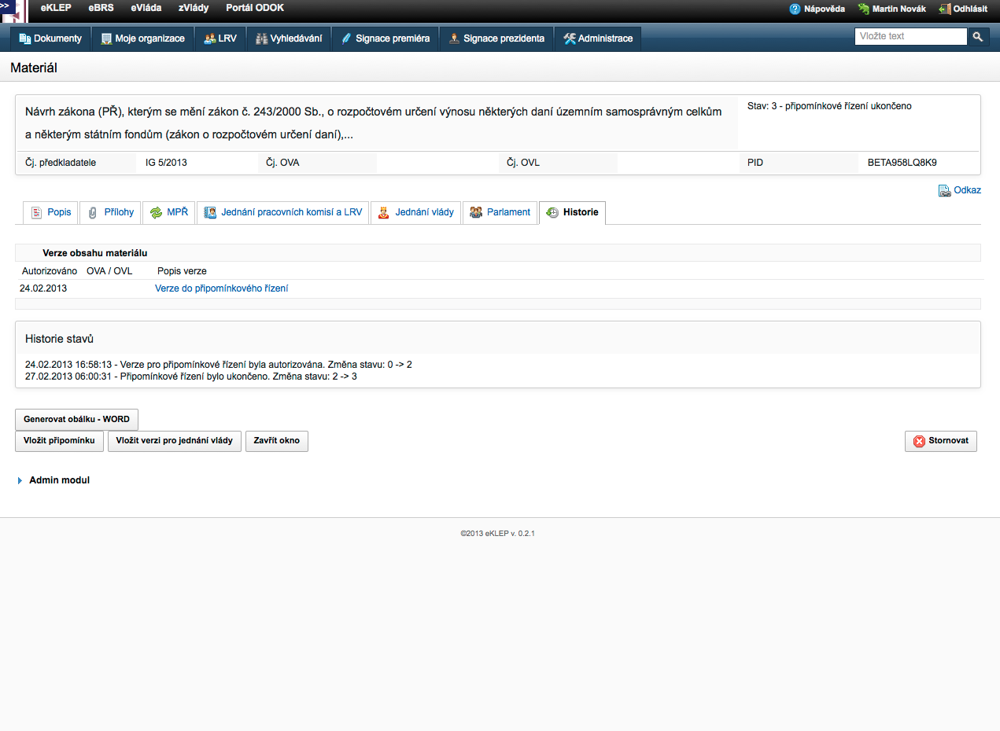 >>
eKLEP eBRS eVláda zVlády Portál ODOK Nápověda Martin Novák Odhlásit
Dokumenty Moje organizace LRV Vyhledávání Signace premiéra Signace prezidenta Administrace Vložte text
Materiál
Návrh zákona (PŘ), kterým se mění zákon č. 243/2000 Sb., o rozpočtovém určení výnosu některých daní územním samosprávným celkům
a některým státním fondům (zákon o rozpočtovém určení daní),...
Stav: 3 - připomínkové řízení ukončeno
Čj. předkladatele IG 5/2013 Čj. OVA Čj. OVL PID BETA958LQ8K9
Odkaz
Popis Přílohy MPŘ Jednání pracovních komisí a LRV Jednání vlády Parlament Historie
Verze obsahu materiálu
Autorizováno OVA / OVL Popis verze
24.02.2013 Verze do připomínkového řízení
Historie stavů
24.02.2013 16:58:13 - Verze pro připomínkové řízení byla autorizována. Změna stavu: 0 -> 2
27.02.2013 06:00:31 - Připomínkové řízení bylo ukončeno. Změna stavu: 2 -> 3
Generovat obálku - WORD
Vložit připomínku Vložit verzi pro jednání vlády Zavřít okno Stornovat
Admin modul
©2013 eKLEP v. 0.2.1